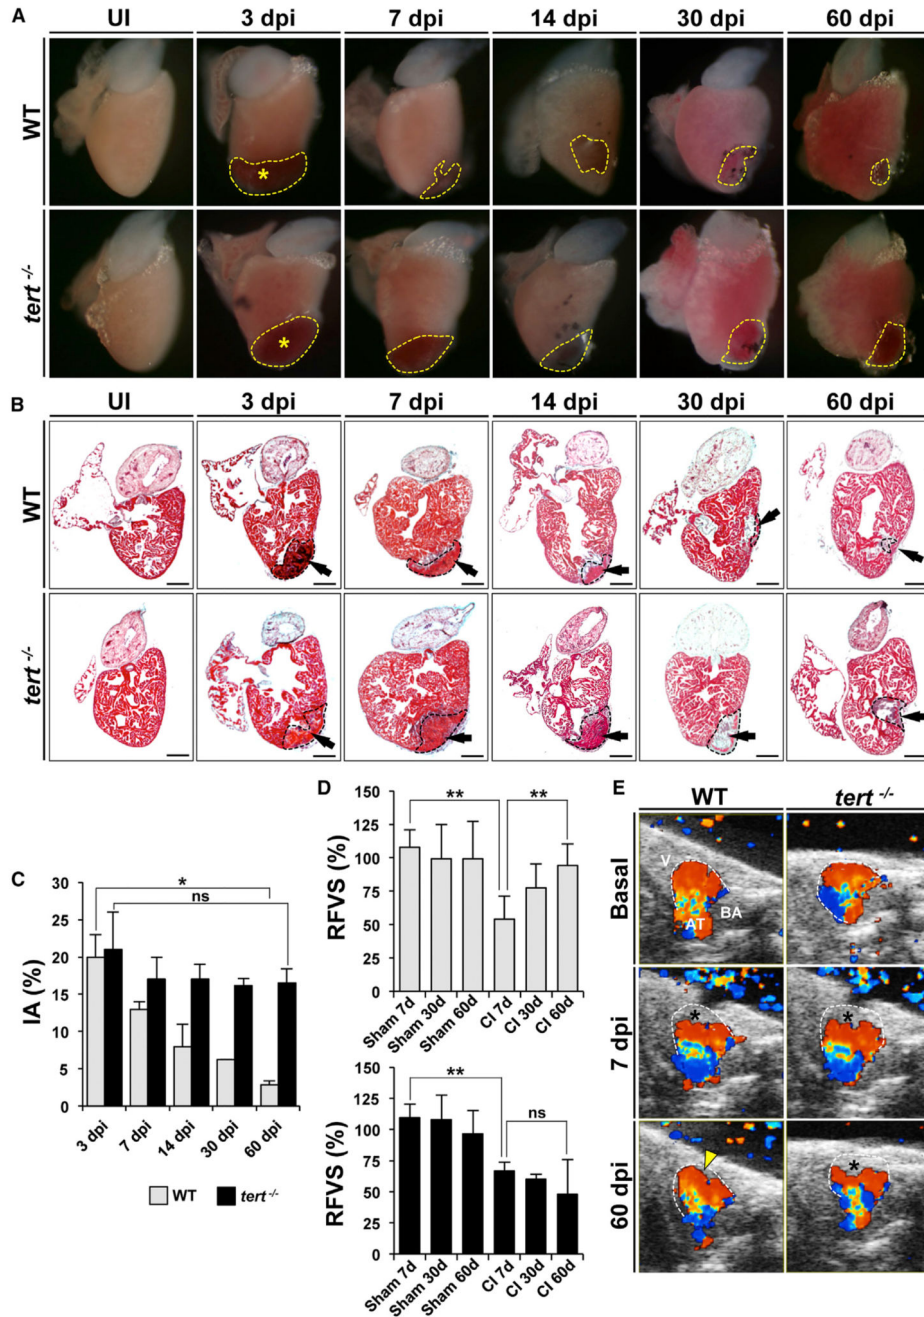 A
UI 3 dpi 7 dpi 14 dpi 30 dpi 60 dpi
WT
*
tert -/-
*
B
UI 3 dpi 7 dpi 14 dpi 30 dpi 60 dpi
WT
tert -/-
C
*
ns
30
25
20
15
10
5
0
IA (%)
3 dpi 7 dpi 14 dpi 30 dpi 60 dpi
WT tert -/-
D
150
125
100
75
50
25
0
RFVS (%)
** **
Sham 7d Sham 30d Sham 60d CI 7d CI 30d CI 60d
150
125
100
75
50
25
0
RFVS (%)
** ns
Sham 7d Sham 30d Sham 60d CI 7d CI 30d CI 60d
E
WT tert -/-
Basal
V
AT
BA
7 dpi
* *
60 dpi
*